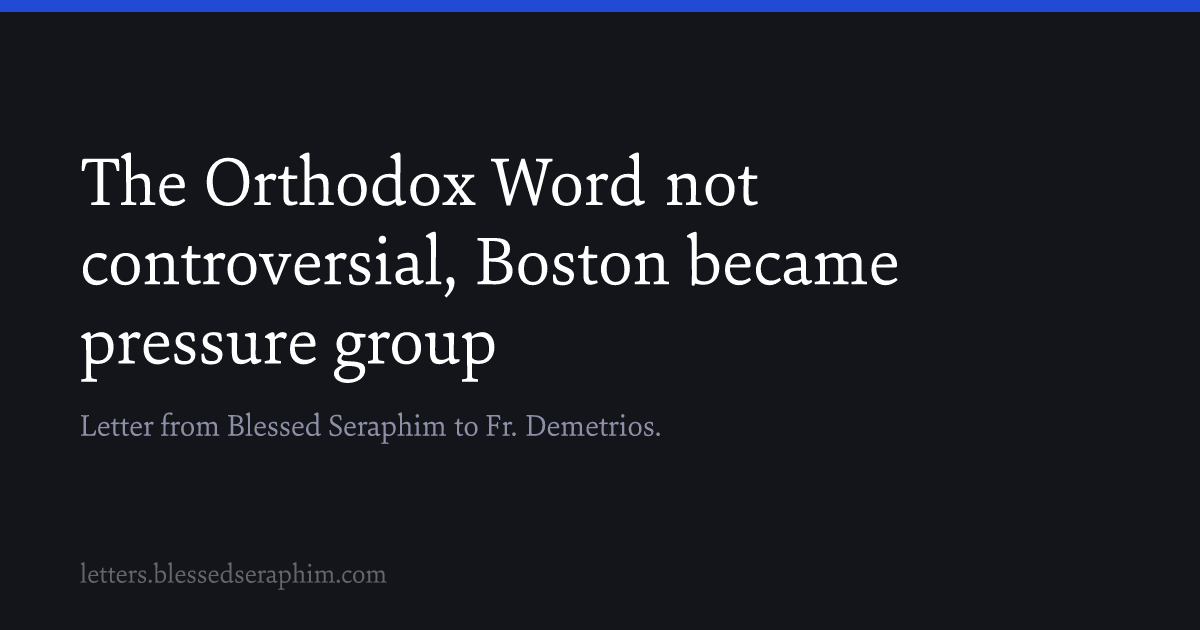 The Orthodox Word not
controversial, Boston became
pressure group
Letter from Blessed Seraphim to Fr. Demetrios.
letters.blessedseraphim.com